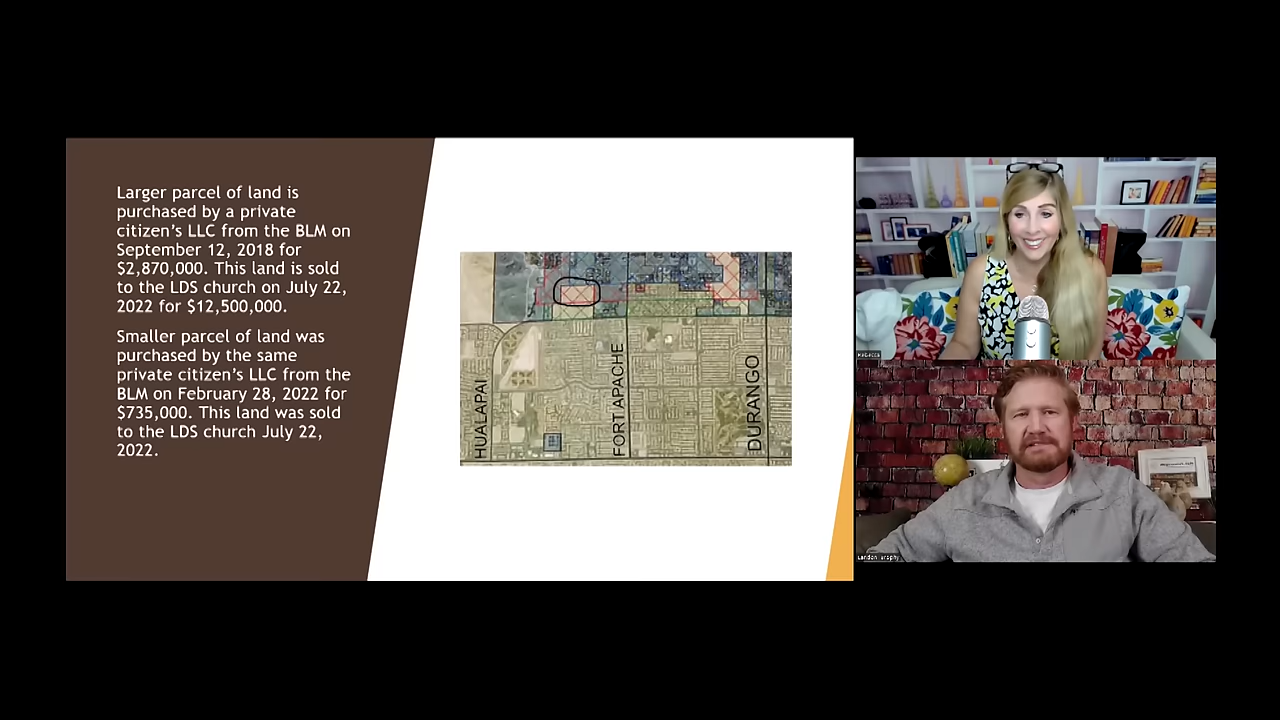 Larger parcel of land is
purchased by a private
citizen’s LLC from the BLM on
September 12, 2018 for
$2,870,000. This land is sold
to the LDS church on July 22,
2022 for $12,500,000.
Smaller parcel of land was
purchased by the same
private citizen’s LLC from the
BLM on February 28, 2022 for
$735,000. This land was sold
to the LDS church July 22,
2022.
HUALAPAI
FORT APACHE
DURANGO
Rebecca
Landon